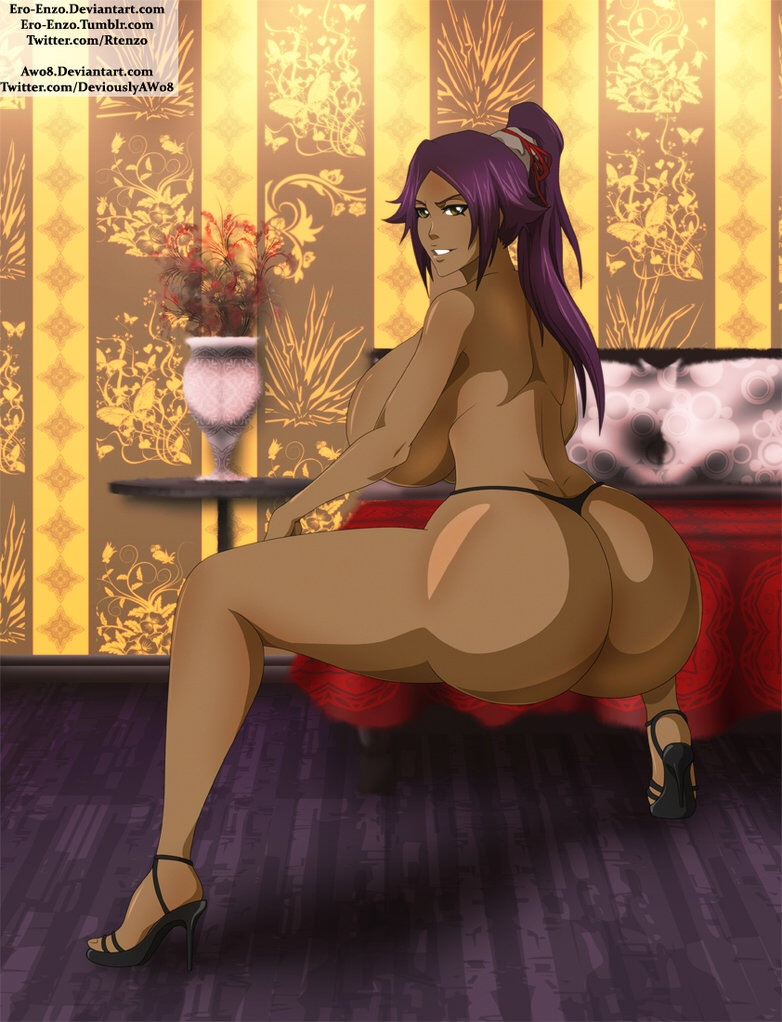 Ero-Enzo.Deviantart.com
Ero-Enzo.Tumblr.com
Twitter.com/Rtenzo
Awo8.Deviantart.com
Twitter.com/DeviouslyAWo8